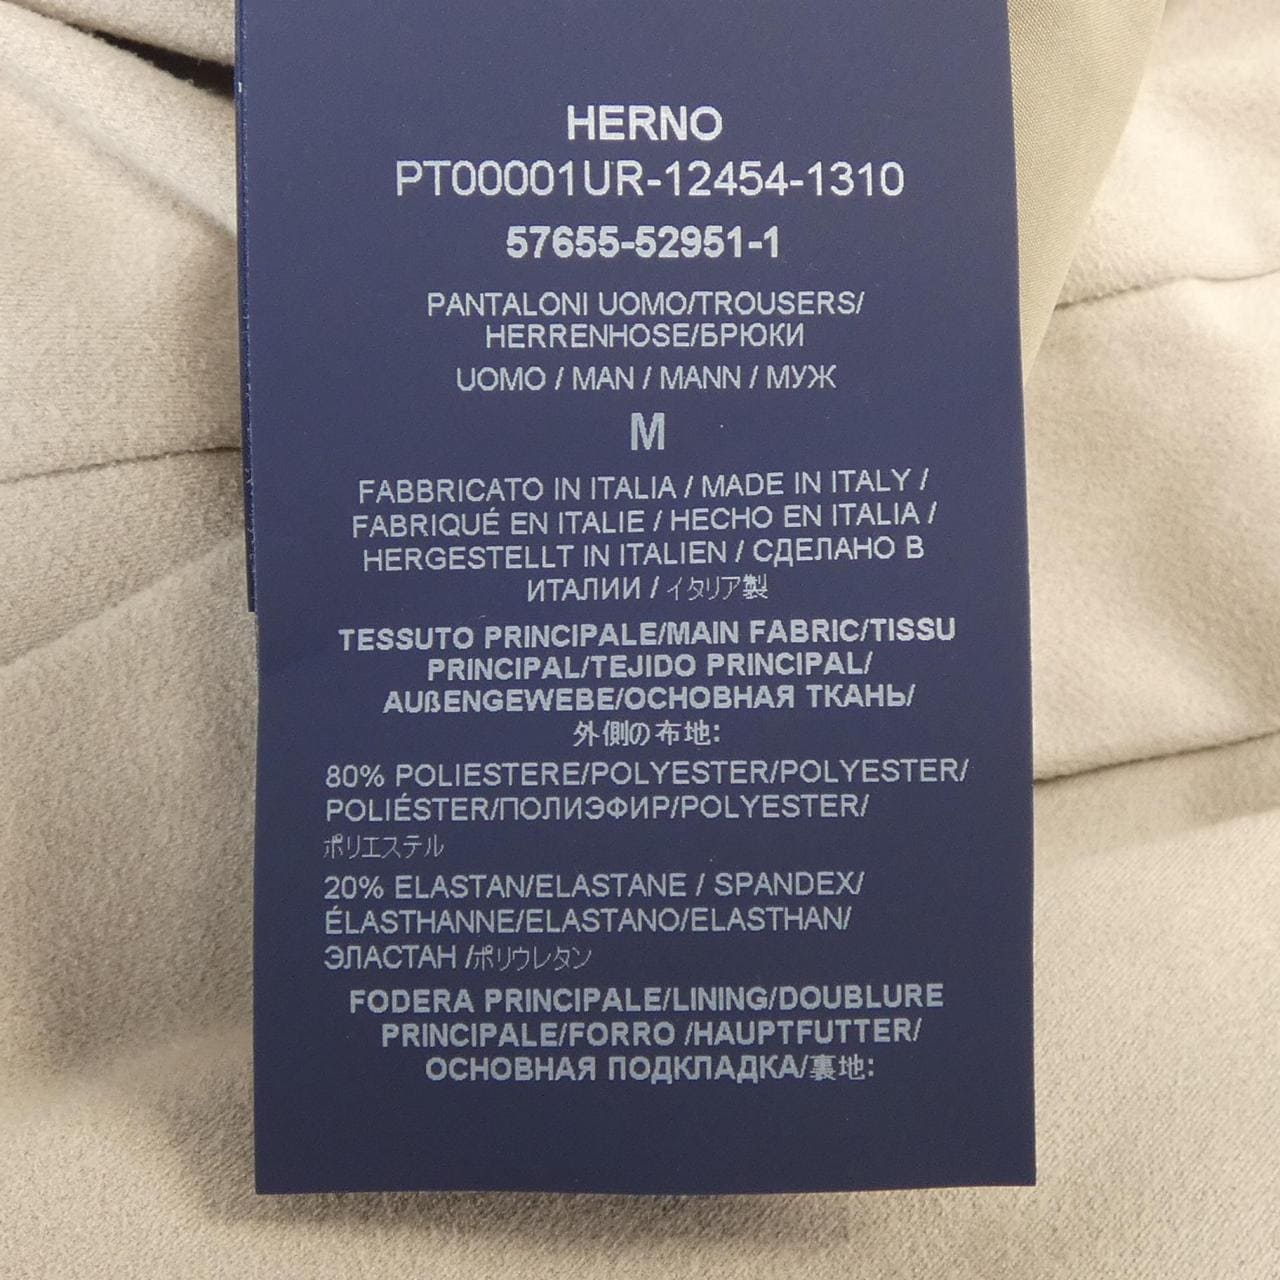 HERNO
PT00001UR-12454-1310
57655-52951-1
PANTALONI UOMO/TROUSERS/
HERRENHOSE/БРЮКИ
UOMO / MAN / MANN / МУЖ
M
FABBRICATO IN ITALIA / MADE IN ITALY /
FABRIQUÉ EN ITALIE / HECHO EN ITALIA /
HERGESTELLT IN ITALIEN / СДЕЛАНО В
ИТАЛИИ / イタリア製
TESSUTO PRINCIPALE/MAIN FABRIC/TISSU
PRINCIPAL/TEJIDO PRINCIPAL/
AUßENGEWEBE/ОСНОВНАЯ ТКАНЬ/
外側の布地:
80% POLIESTERE/POLYESTER/POLYESTER/
POLIÉSTER/ПОЛИЭФИР/POLYESTER/
ポリエステル
20% ELASTAN/ELASTANE / SPANDEX/
ÉLASTHANNE/ELASTANO/ELASTHAN/
ЭЛАСТАН /ポリウレタン
FODERA PRINCIPALE/LINING/DOUBLURE
PRINCIPALE/FORRO /HAUPTFUTTER/
ОСНОВНАЯ ПОДКЛАДКА/裏地: